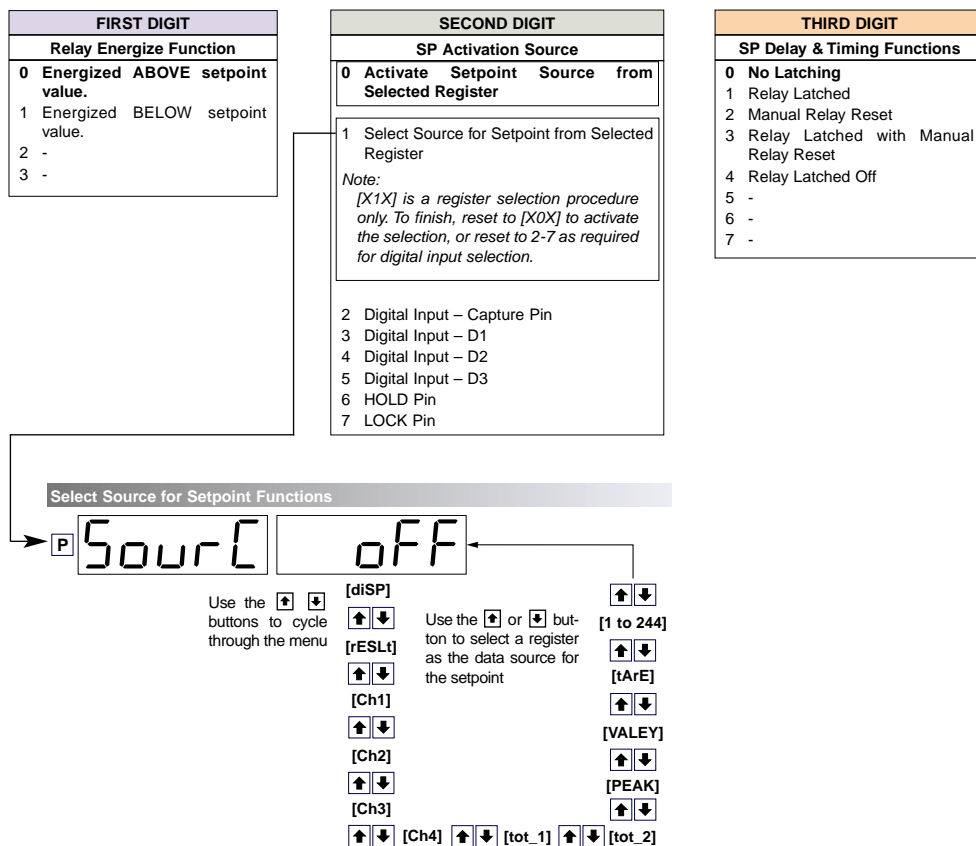 FIRST DIGIT
Relay Energize Function
0 Energized ABOVE setpoint
value.
1 Energized BELOW setpoint
value.
2 -
3 -
SECOND DIGIT
SP Activation Source
0 Activate Setpoint Source from
Selected Register
1 Select Source for Setpoint from Selected
Register
Note:
[X1X] is a register selection procedure
only. To finish, reset to [X0X] to activate
the selection, or reset to 2-7 as required
for digital input selection.
2 Digital Input – Capture Pin
3 Digital Input – D1
4 Digital Input – D2
5 Digital Input – D3
6 HOLD Pin
7 LOCK Pin
THIRD DIGIT
SP Delay & Timing Functions
0 No Latching
1 Relay Latched
2 Manual Relay Reset
3 Relay Latched with Manual
Relay Reset
4 Relay Latched Off
5 -
6 -
7 -
Select Source for Setpoint Functions
P SourC oFF
Use the ↑ ↓
buttons to cycle
through the menu
[diSP]
↑ ↓
[rESLt]
↑ ↓
[Ch1]
↑ ↓
[Ch2]
↑ ↓
[Ch3]
Use the ↑ or ↓ but-
ton to select a register
as the data source for
the setpoint
↑ ↓
[1 to 244]
↑ ↓
[tArE]
↑ ↓
[VALEY]
↑ ↓
[PEAK]
↑ ↓
↑ ↓ [Ch4] ↑ ↓ [tot_1] ↑ ↓ [tot_2]